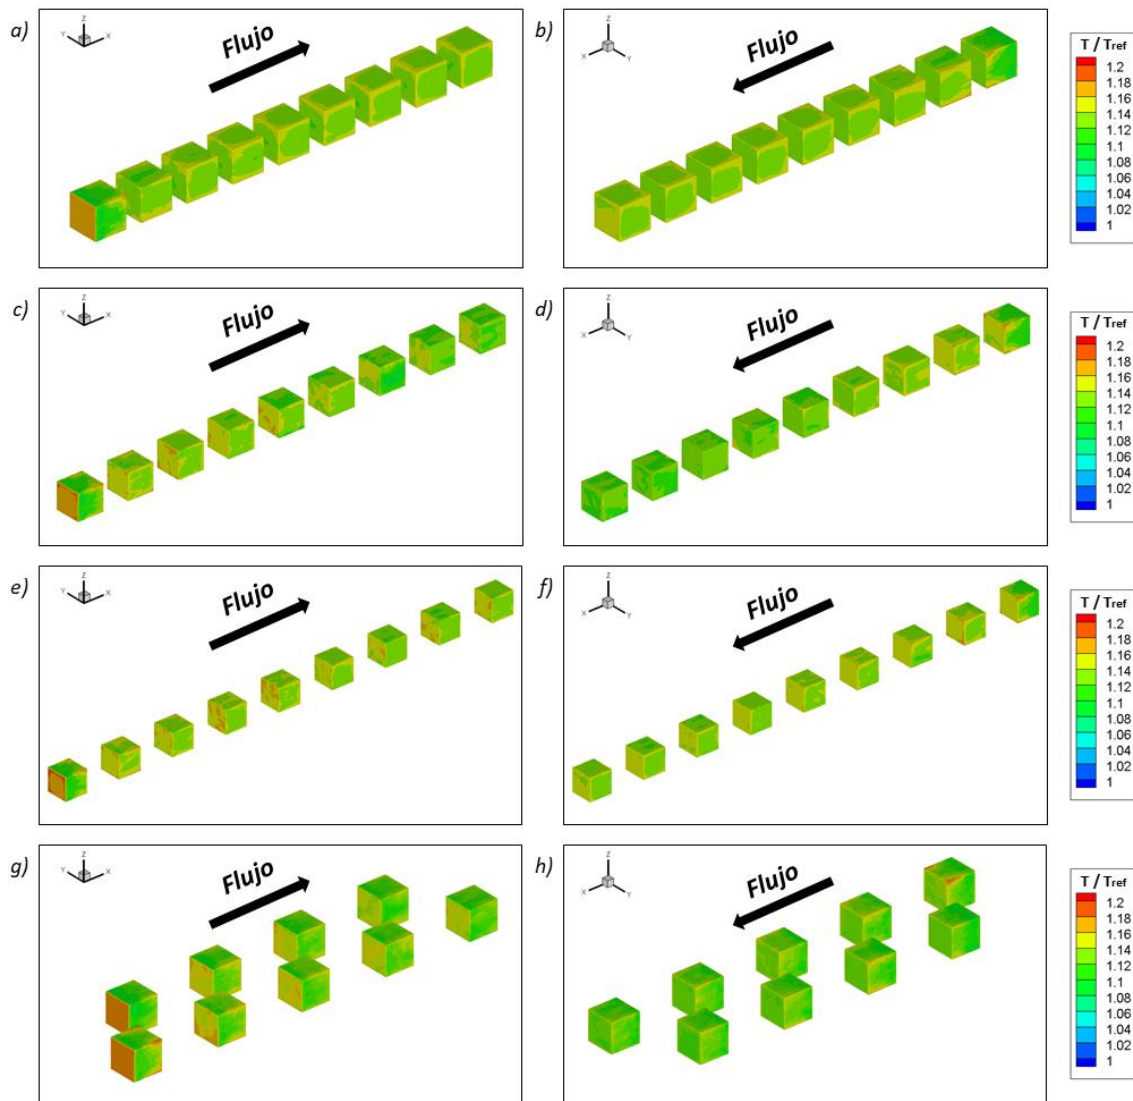 a)
Z
Y
X
Flujo
b)
Z
X
Y
Flujo
T / Tref
1.2
1.18
1.16
1.14
1.12
1.1
1.08
1.06
1.04
1.02
1
c)
Z
Y
X
Flujo
d)
Z
X
Y
Flujo
T / Tref
1.2
1.18
1.16
1.14
1.12
1.1
1.08
1.06
1.04
1.02
1
e)
Z
Y
X
Flujo
f)
Z
X
Y
Flujo
T / Tref
1.2
1.18
1.16
1.14
1.12
1.1
1.08
1.06
1.04
1.02
1
g)
Z
Y
X
Flujo
h)
Z
X
Y
Flujo
T / Tref
1.2
1.18
1.16
1.14
1.12
1.1
1.08
1.06
1.04
1.02
1